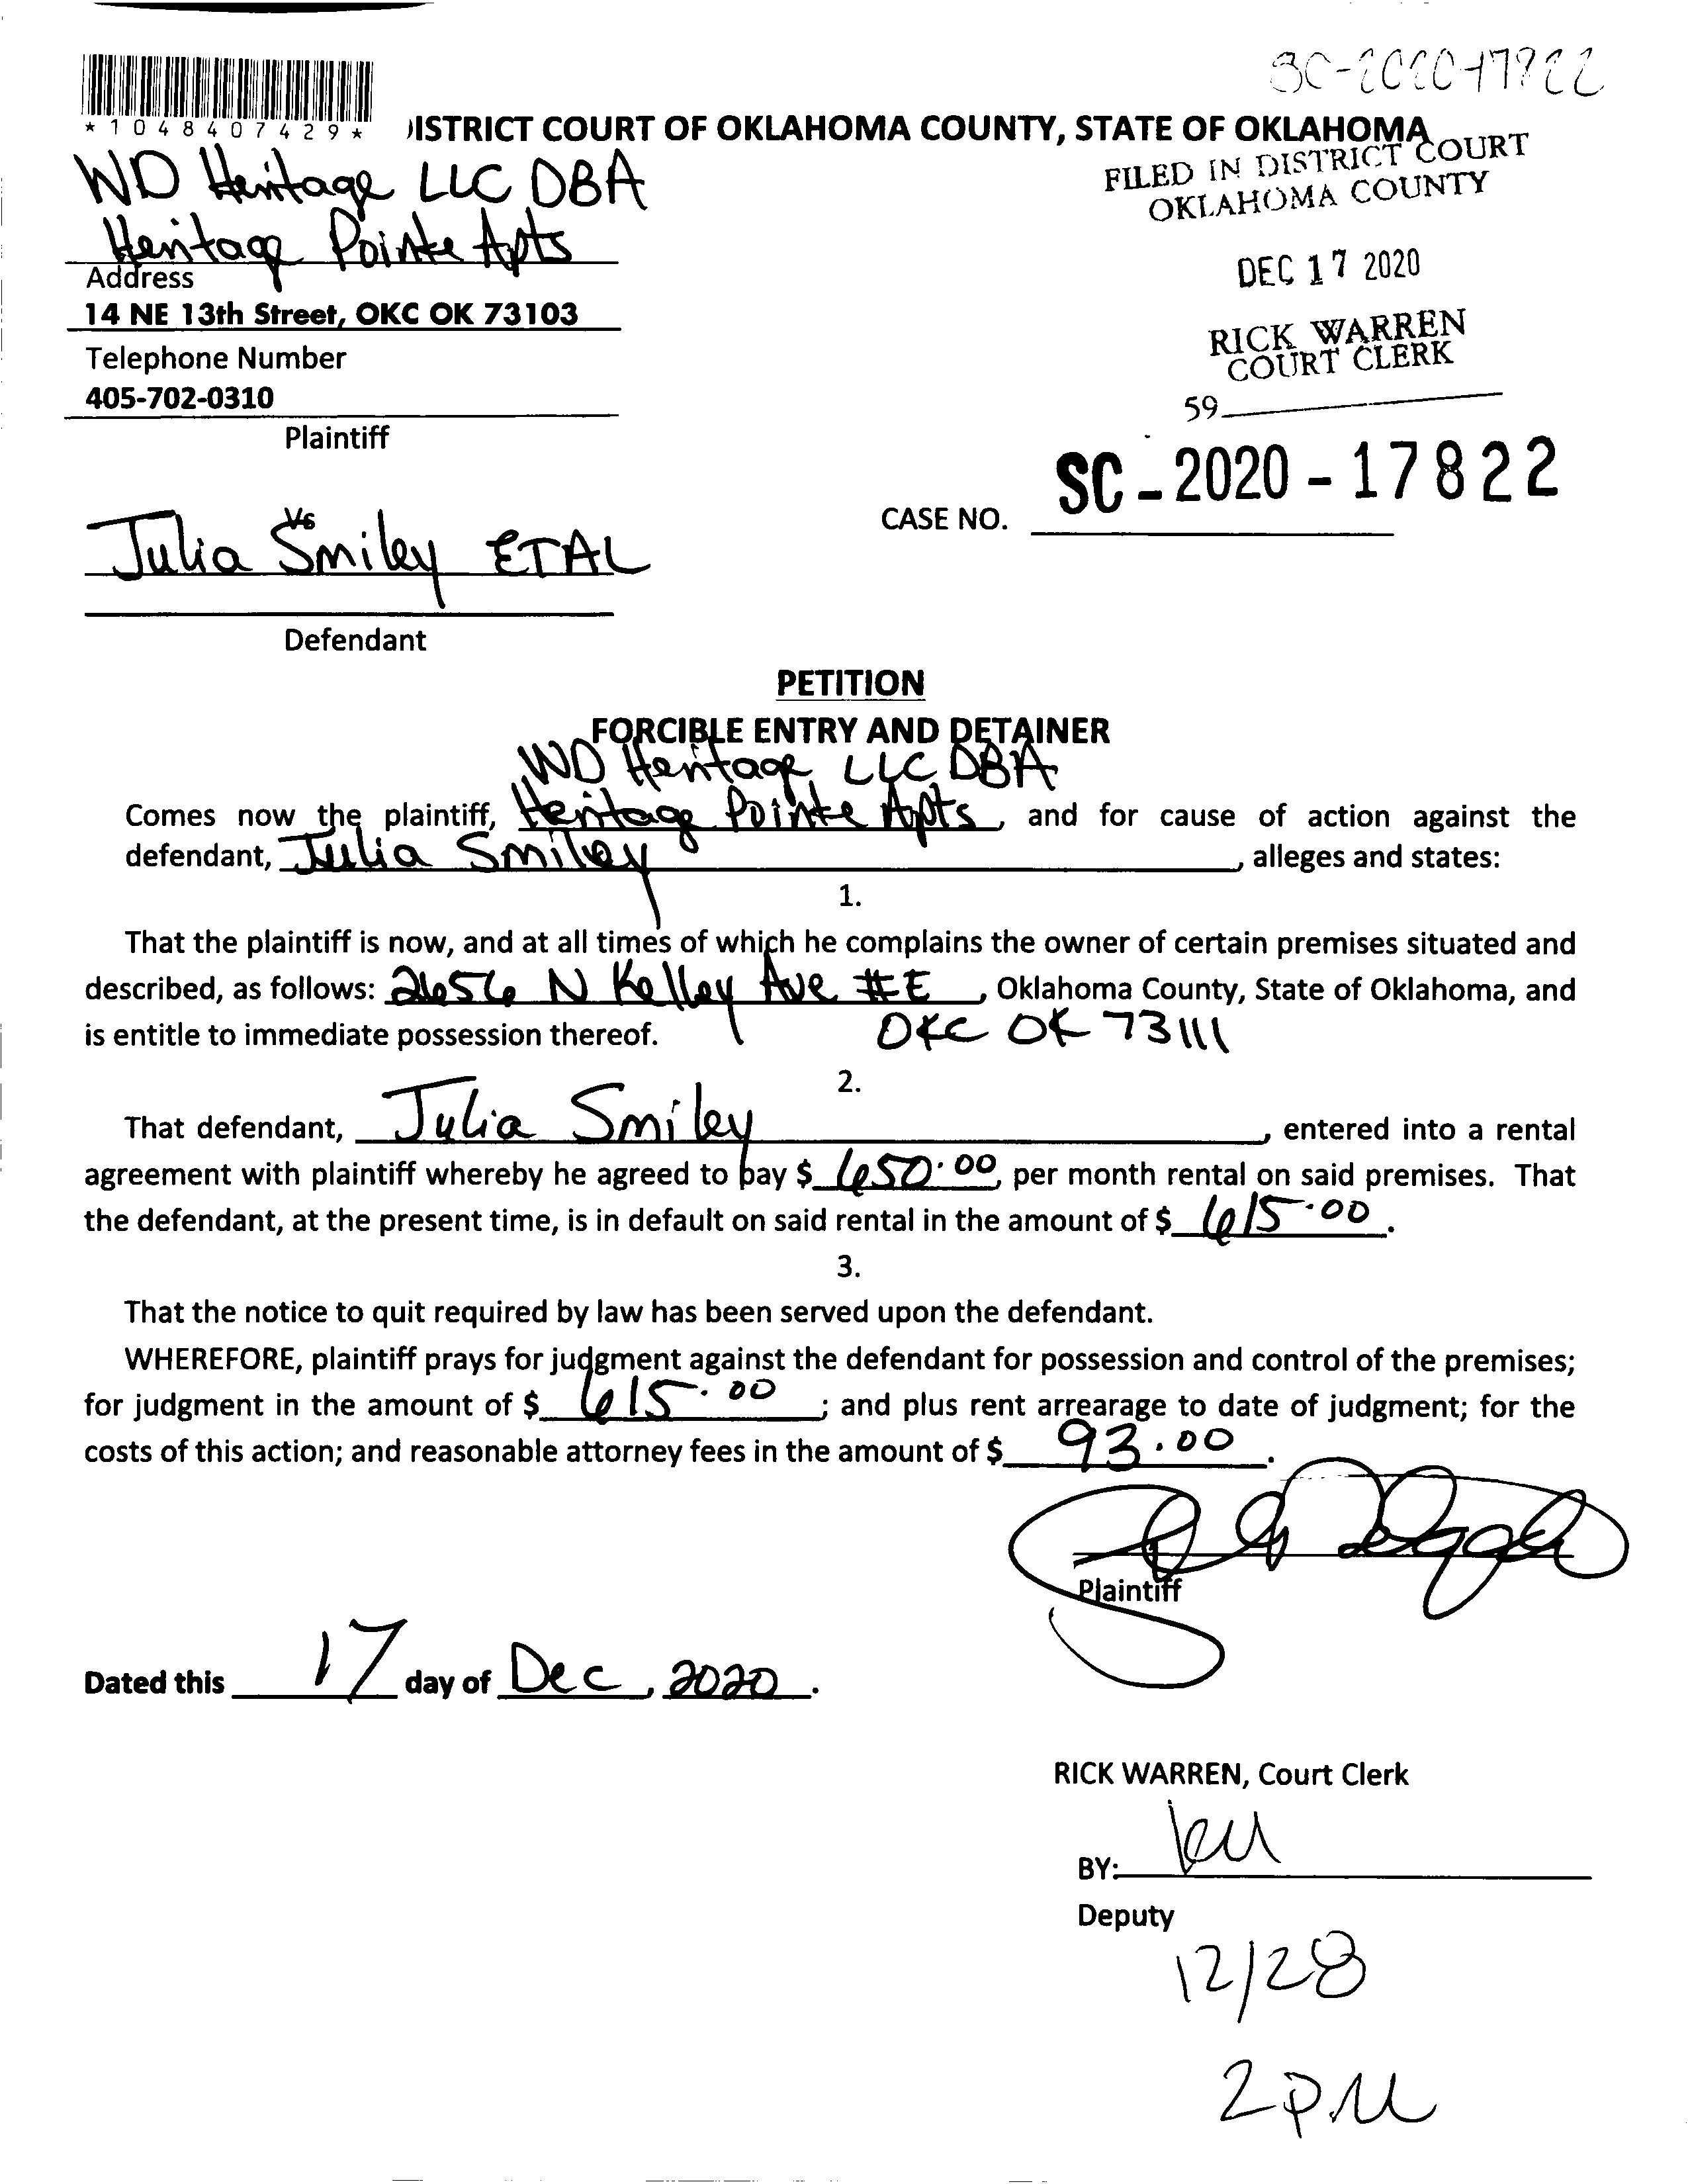 SC-2020-17822
*1048407429*
DISTRICT COURT OF OKLAHOMA COUNTY, STATE OF OKLAHOMA
FILED IN DISTRICT COURT
OKLAHOMA COUNTY
DEC 17 2020
RICK WARREN
COURT CLERK
59
WD Heritage LLC DBA
Heritage Pointe Apts
Address
14 NE 13th Street, OKC OK 73103
Telephone Number
405-702-0310
Plaintiff
CASE NO. SC-2020-17822
Vs
Julia Smiley ETAL
Defendant
PETITION
FORCIBLE ENTRY AND DETAINER
WD Heritage LLC DBA
Comes now the plaintiff, Heritage Pointe Apts, and for cause of action against the
defendant, Julia Smiley, alleges and states:
1.
That the plaintiff is now, and at all times of which he complains the owner of certain premises situated and
described, as follows: 2656 N Kelley Ave #E, Oklahoma County, State of Oklahoma, and
is entitle to immediate possession thereof. OKC OK 73111
2.
That defendant, Julia Smiley, entered into a rental
agreement with plaintiff whereby he agreed to pay $ 650.00, per month rental on said premises. That
the defendant, at the present time, is in default on said rental in the amount of $ 615.00.
3.
That the notice to quit required by law has been served upon the defendant.
WHEREFORE, plaintiff prays for judgment against the defendant for possession and control of the premises;
for judgment in the amount of $ 615.00; and plus rent arrearage to date of judgment; for the
costs of this action; and reasonable attorney fees in the amount of $ 93.00.
Plaintiff
Dated this 17 day of Dec, 2020.
RICK WARREN, Court Clerk
BY:
Deputy
12/28
2pm